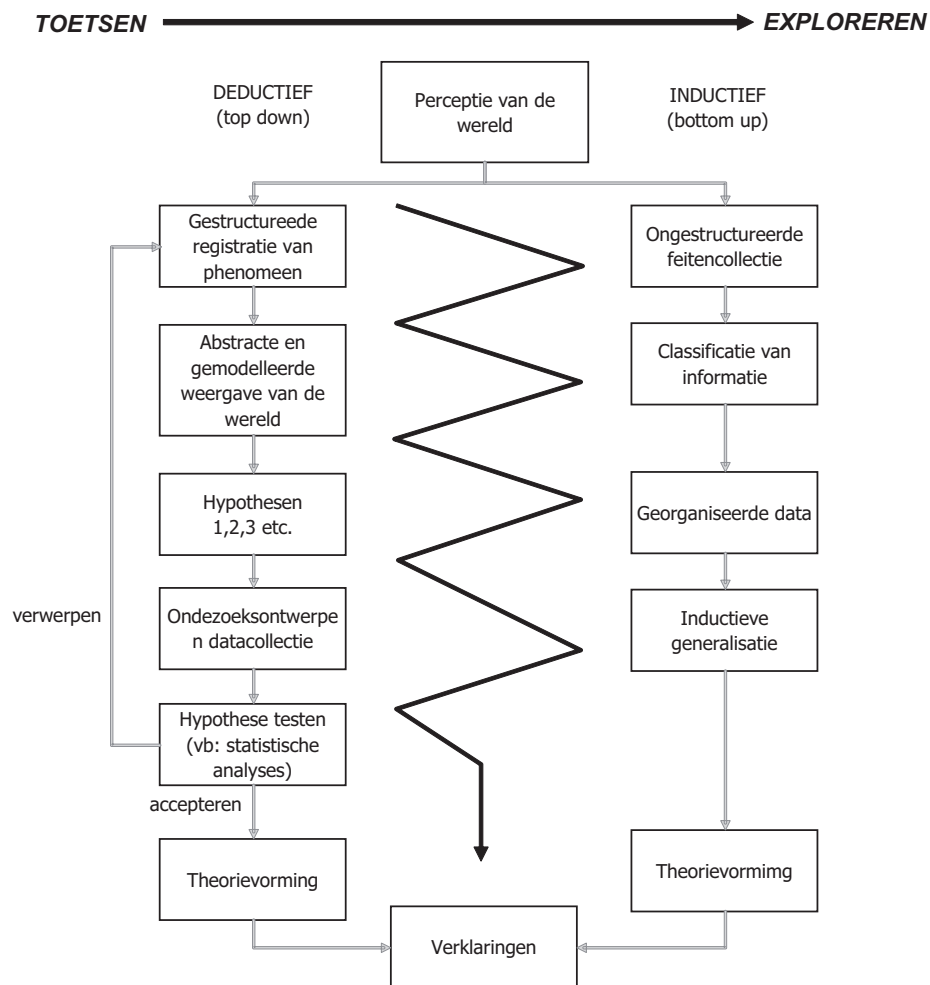 TOETSEN
EXPLOREREN
DEDUCTIEF
(top down)
Perceptie van de
wereld
INDUCTIEF
(bottom up)
Gestructureede
registratie van
phenomeen
Ongestructureerde
feitencollectie
Abstracte en
gemodelleerde
weergave van de
wereld
Classificatie van
informatie
Hypothesen
1,2,3 etc.
Georganiseerde data
verwerpen
Ondezoeksontwerpe
n datacollectie
Inductieve
generalisatie
Hypothese testen
(vb: statistische
analyses)
accepteren
Theorievorming
Theorievormimg
Verklaringen